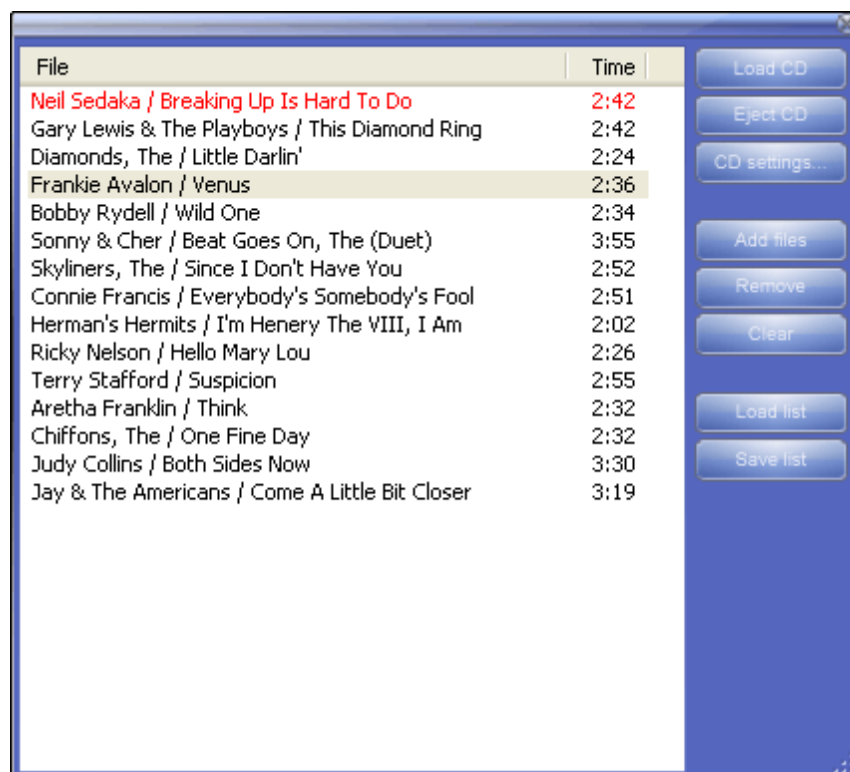 File Time
Neil Sedaka / Breaking Up Is Hard To Do 2:42
Gary Lewis & The Playboys / This Diamond Ring 2:42
Diamonds, The / Little Darlin' 2:24
Frankie Avalon / Venus 2:36
Bobby Rydell / Wild One 2:34
Sonny & Cher / Beat Goes On, The (Duet) 3:55
Skyliners, The / Since I Don't Have You 2:52
Connie Francis / Everybody's Somebody's Fool 2:51
Herman's Hermits / I'm Henery The VIII, I Am 2:02
Ricky Nelson / Hello Mary Lou 2:26
Terry Stafford / Suspicion 2:55
Aretha Franklin / Think 2:32
Chiffons, The / One Fine Day 2:32
Judy Collins / Both Sides Now 3:30
Jay & The Americans / Come A Little Bit Closer 3:19
Load CD
Eject CD
CD settings...
Add files
Remove
Clear
Load list
Save list